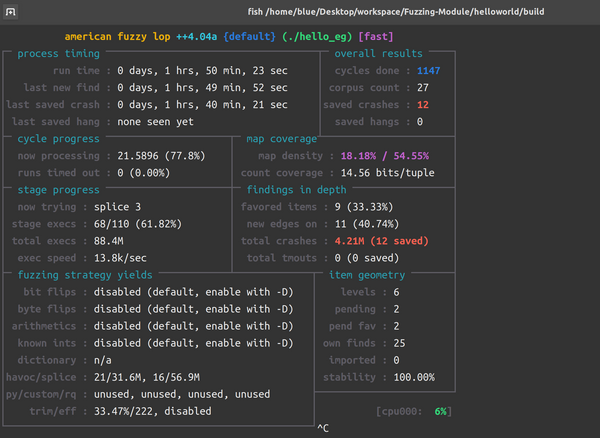 fish /home/blue/Desktop/workspace/Fuzzing-Module/helloworld/build
american fuzzy lop ++4.04a {default} (./hello_eg) [fast]
process timing overall results
run time : 0 days, 1 hrs, 50 min, 23 sec cycles done : 1147
last new find : 0 days, 1 hrs, 49 min, 52 sec corpus count : 27
last saved crash : 0 days, 1 hrs, 40 min, 21 sec saved crashes : 12
last saved hang : none seen yet saved hangs : 0
cycle progress map coverage
now processing : 21.5896 (77.8%) map density : 18.18% / 54.55%
runs timed out : 0 (0.00%) count coverage : 14.56 bits/tuple
stage progress findings in depth
now trying : splice 3 favored items : 9 (33.33%)
stage execs : 68/110 (61.82%) new edges on : 11 (40.74%)
total execs : 88.4M total crashes : 4.21M (12 saved)
exec speed : 13.8k/sec total tmouts : 0 (0 saved)
fuzzing strategy yields item geometry
bit flips : disabled (default, enable with -D) levels : 6
byte flips : disabled (default, enable with -D) pending : 2
arithmetics : disabled (default, enable with -D) pend fav : 2
known ints : disabled (default, enable with -D) own finds : 25
dictionary : n/a imported : 0
havoc/splice : 21/31.6M, 16/56.9M stability : 100.00%
py/custom/rq : unused, unused, unused, unused
trim/eff : 33.47%/222, disabled [cpu000: 6%]
^C